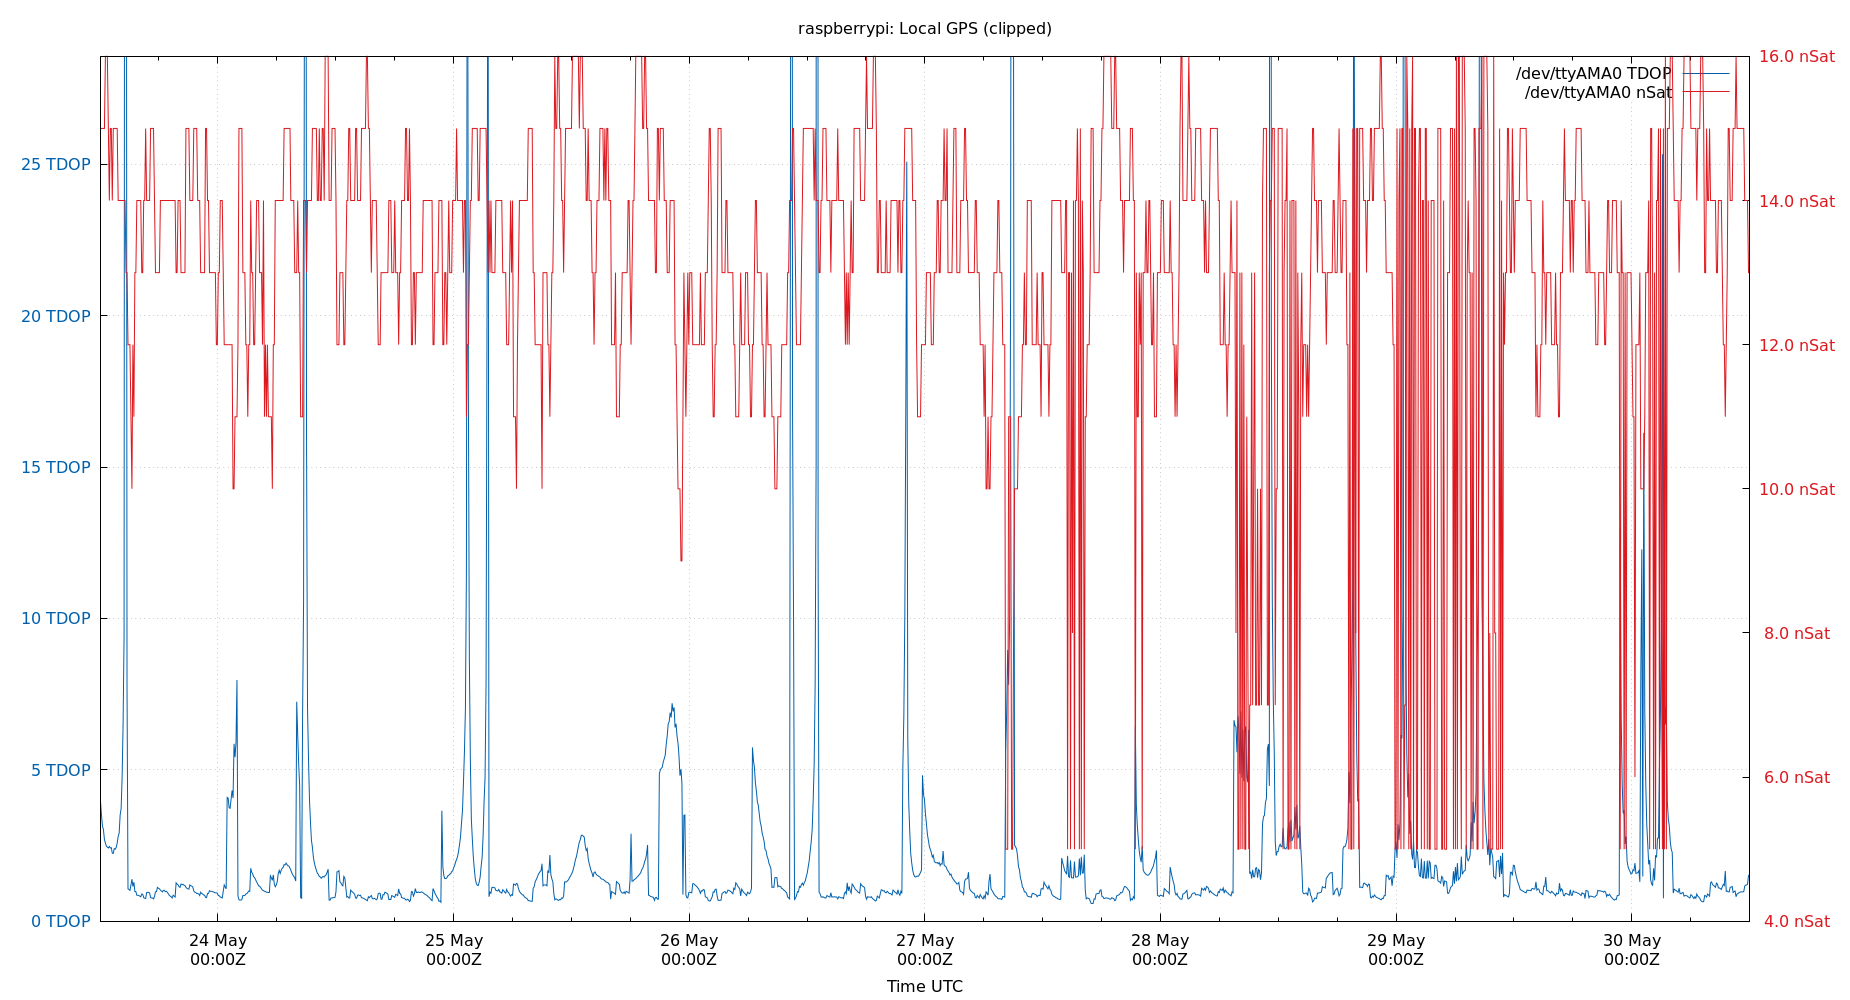 raspberrypi: Local GPS (clipped)
16.0 nSat
/dev/ttyAMA0 TDOP
/dev/ttyAMA0 nSat
25 TDOP
14.0 nSat
20 TDOP
12.0 nSat
15 TDOP
10.0 nSat
10 TDOP
8.0 nSat
5 TDOP
6.0 nSat
0 TDOP
4.0 nSat
24 May 25 May 26 May 27 May 28 May 29 May 30 May
00:00Z 00:00Z 00:00Z 00:00Z 00:00Z 00:00Z 00:00Z
Time UTC